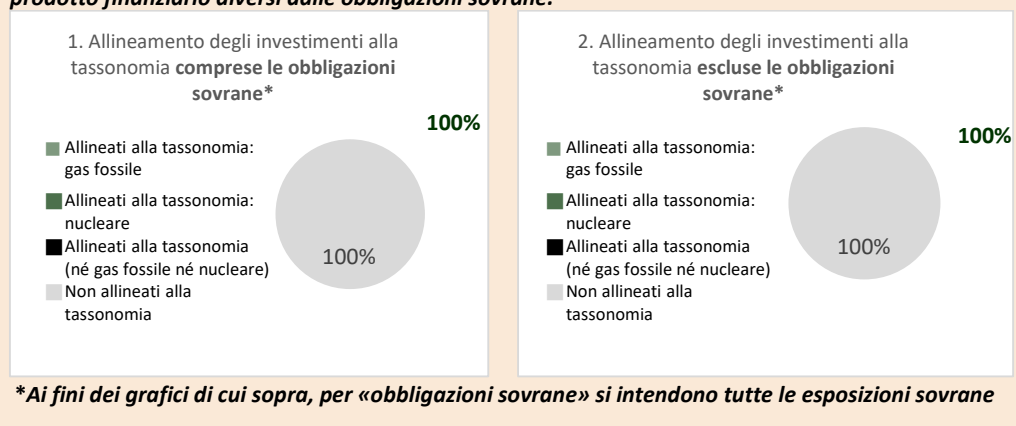 prodotto finanziario diversi dalle obbligazioni sovrane.
1. Allineamento degli investimenti alla
tassonomia comprese le obbligazioni
sovrane*
100%
Allineati alla tassonomia:
gas fossile
Allineati alla tassonomia:
nucleare
Allineati alla tassonomia
(né gas fossile né nucleare)
Non allineati alla
tassonomia
100%
2. Allineamento degli investimenti alla
tassonomia escluse le obbligazioni
sovrane*
100%
Allineati alla tassonomia:
gas fossile
Allineati alla tassonomia:
nucleare
Allineati alla tassonomia
(né gas fossile né nucleare)
Non allineati alla
tassonomia
100%
*Ai fini dei grafici di cui sopra, per «obbligazioni sovrane» si intendono tutte le esposizioni sovrane